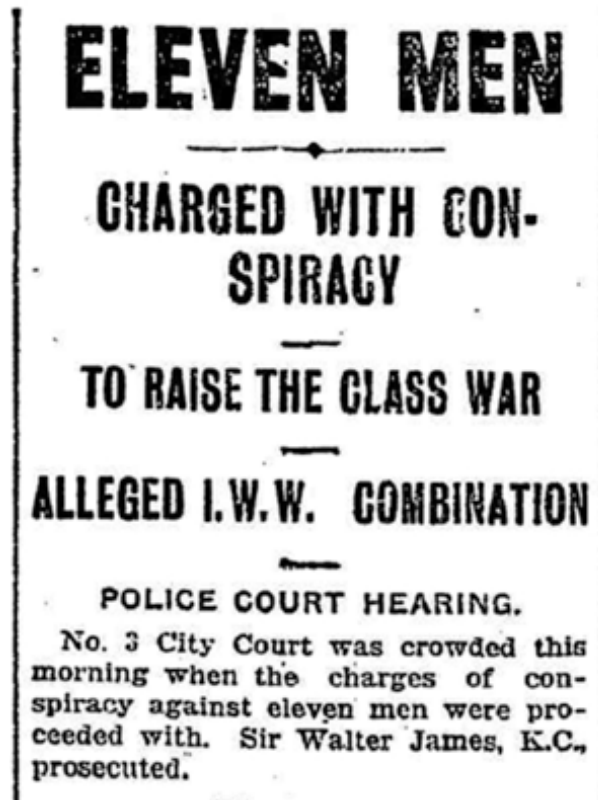 ELEVEN MEN
CHARGED WITH CON-
SPIRACY
TO RAISE THE CLASS WAR
ALLEGED I.W.W. COMBINATION
POLICE COURT HEARING.
No. 3 City Court was crowded this
morning when the charges of con-
spiracy against eleven men were pro-
ceeded with. Sir Walter James, K.C.,
prosecuted.